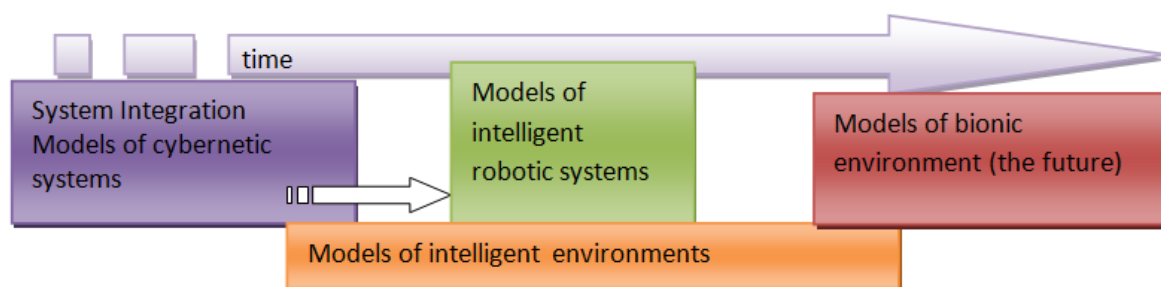 time
System Integration
Models of cybernetic
systems
Models of
intelligent
robotic systems
Models of bionic
environment (the future)
Models of intelligent environments